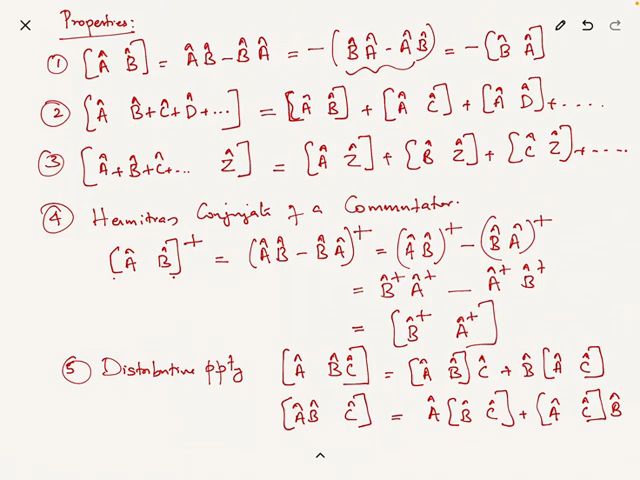 Properties:
① [Â B̂] = ÂB̂ - B̂Â = -(B̂Â - ÂB̂) = -[B̂ Â]
② [Â B̂+Ĉ+D̂+...] = [Â B̂] + [Â Ĉ] + [Â D̂] + ....
③ [Â+B̂+Ĉ+... Ẑ] = [Â Ẑ] + [B̂ Ẑ] + [Ĉ Ẑ] + ....
④ Hermitian Conjugate of a Commutator.
[Â B̂]⁺ = (ÂB̂ - B̂Â)⁺ = (ÂB̂)⁺ - (B̂Â)⁺
= B̂⁺Â⁺ - Â⁺B̂⁺
= [B̂⁺ Â⁺]
⑤ Distributive ppty [Â B̂Ĉ] = [Â B̂]Ĉ + B̂[Â Ĉ]
[ÂB̂ Ĉ] = Â[B̂ Ĉ] + [Â Ĉ]B̂